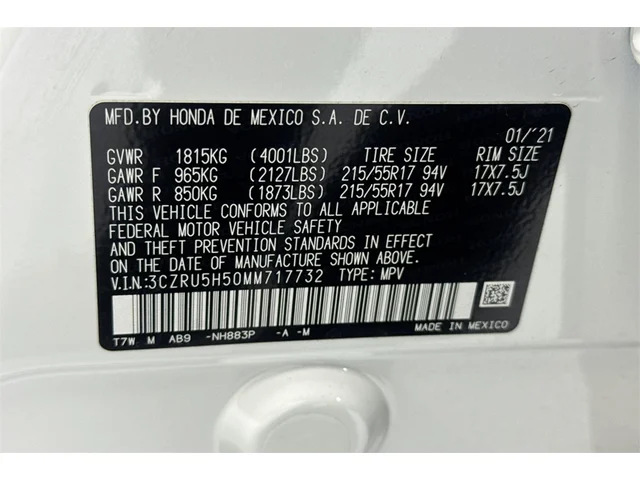 MFD.BY HONDA DE MEXICO S.A. DE C.V.
01/'21
GVWR 1815KG (4001LBS) TIRE SIZE RIM SIZE
GAWR F 965KG (2127LBS) 215/55R17 94V 17X7.5J
GAWR R 850KG (1873LBS) 215/55R17 94V 17X7.5J
THIS VEHICLE CONFORMS TO ALL APPLICABLE
FEDERAL MOTOR VEHICLE SAFETY
AND THEFT PREVENTION STANDARDS IN EFFECT
ON THE DATE OF MANUFACTURE SHOWN ABOVE.
V.I.N.:3CZRU5H50MM717732 TYPE: MPV
T7W M AB9 -NH883P -A -M MADE IN MEXICO